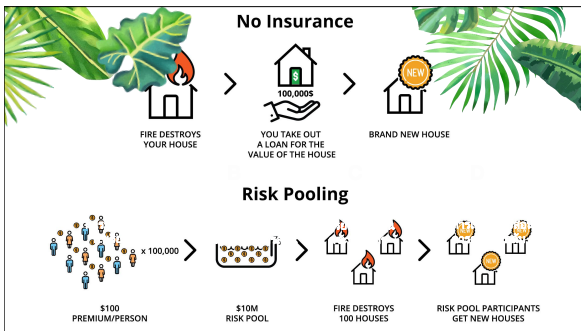 No Insurance
$
100,000$
NEW
FIRE DESTROYS
YOUR HOUSE
YOU TAKE OUT
A LOAN FOR THE
VALUE OF THE HOUSE
BRAND NEW HOUSE
Risk Pooling
x 100,000
NEW
$100
PREMIUM/PERSON
$10M
RISK POOL
FIRE DESTROYS
100 HOUSES
RISK POOL PARTICIPANTS
GET NEW HOUSES